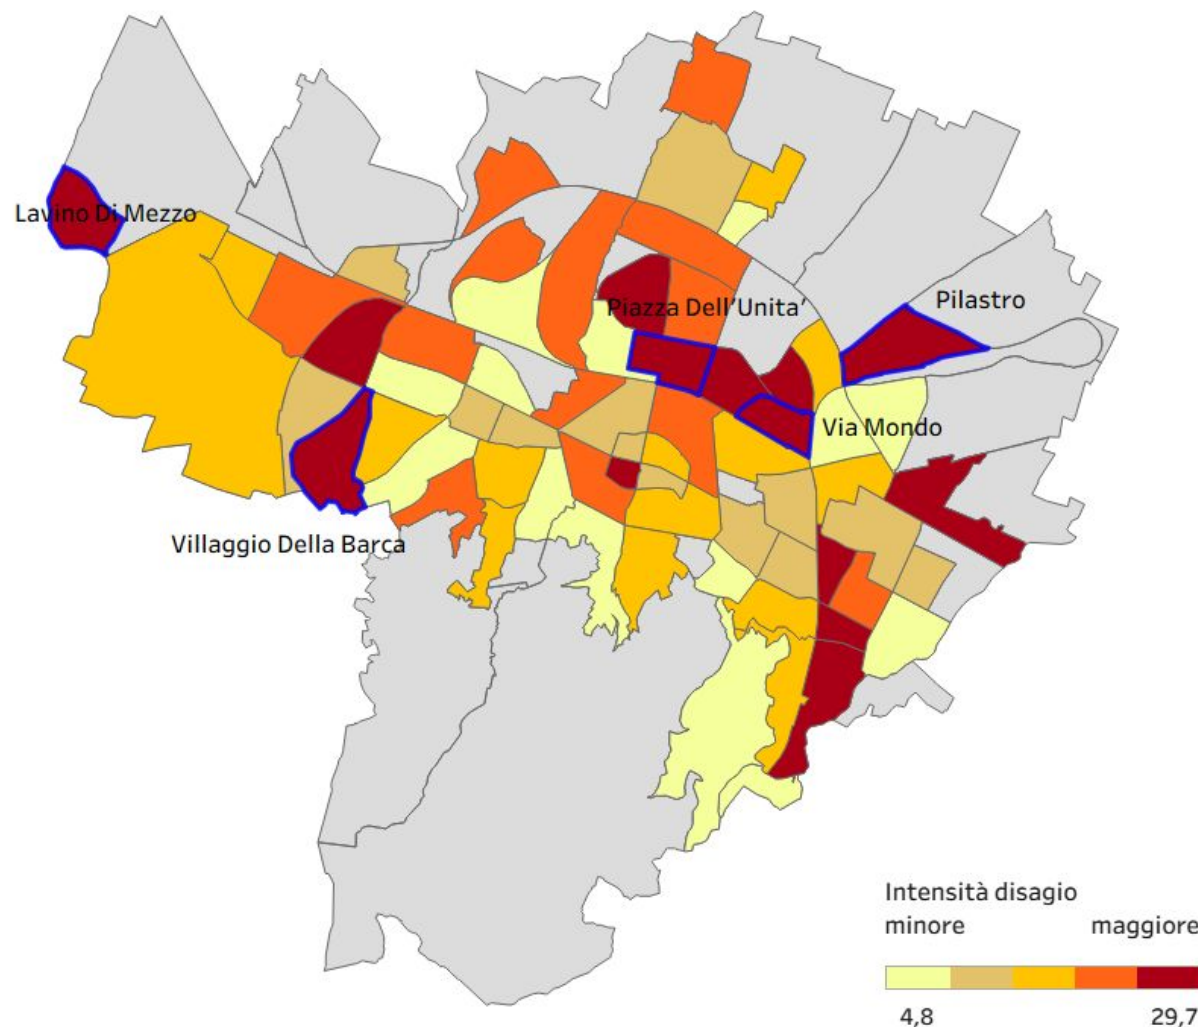 Lavino Di Mezzo
Pilastro
Piazza Dell'Unita'
Via Mondo
Villaggio Della Barca
Intensità disagio
minore maggiore
4,8 29,7